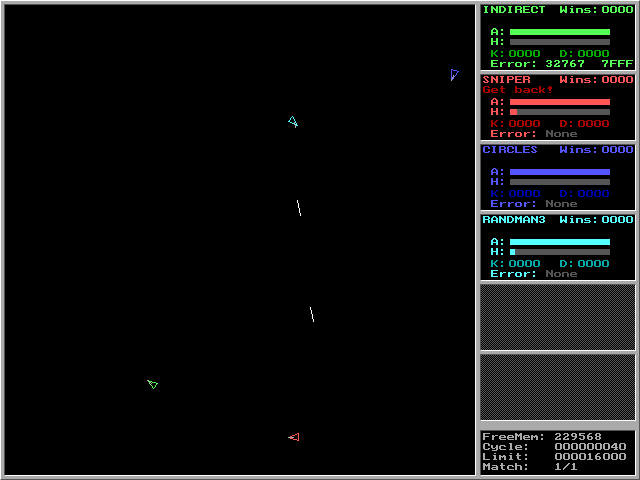 INDIRECT Wins:0000
A:
H:
K:0000 D:0000
Error: 32767 7FFF
SNIPER Wins:0000
Get back!
A:
H:
K:0000 D:0000
Error: None
CIRCLES Wins:0000
A:
H:
K:0000 D:0000
Error: None
RANDMAN3 Wins:0000
A:
H:
K:0000 D:0000
Error: None
FreeMem: 229568
Cycle: 000000040
Limit: 000016000
Match: 1/1